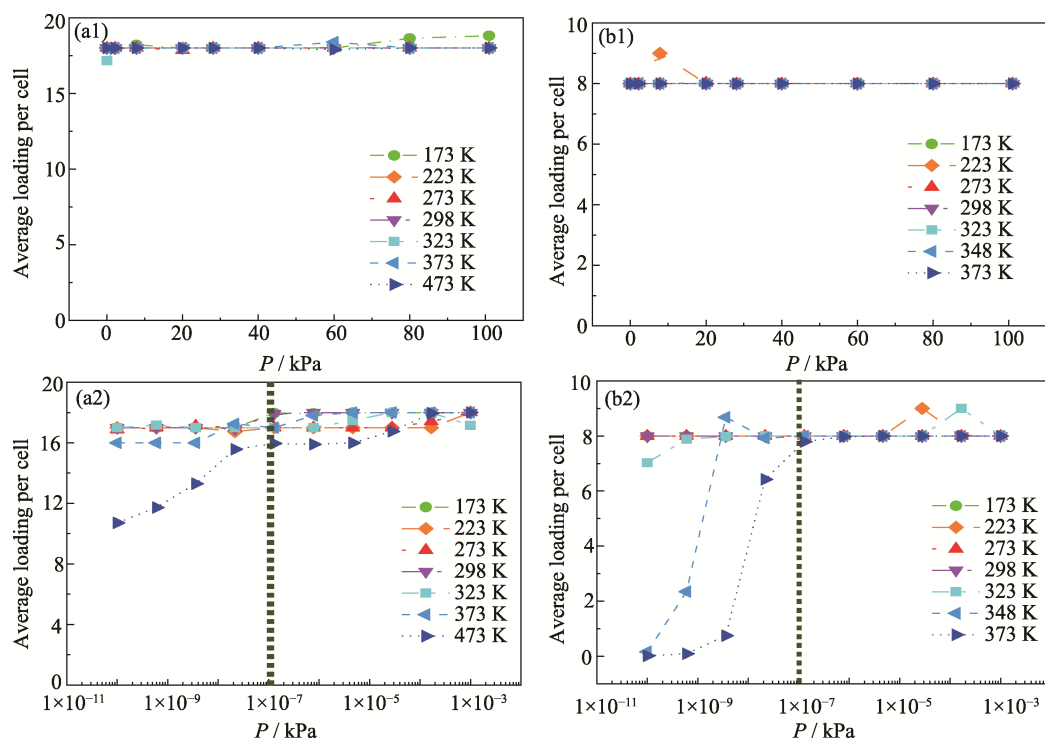 (a1)
20
15
10
5
0
Average loading per cell
173 K
223 K
273 K
298 K
323 K
373 K
473 K
0 20 40 60 80 100
P / kPa
(b1)
10
8
6
4
2
0
Average loading per cell
173 K
223 K
273 K
298 K
323 K
348 K
373 K
0 20 40 60 80 100
P / kPa
(a2)
20
16
12
8
4
0
Average loading per cell
173 K
223 K
273 K
298 K
323 K
373 K
473 K
1×10⁻¹¹ 1×10⁻⁹ 1×10⁻⁷ 1×10⁻⁵ 1×10⁻³
P / kPa
(b2)
10
8
6
4
2
0
Average loading per cell
173 K
223 K
273 K
298 K
323 K
348 K
373 K
1×10⁻¹¹ 1×10⁻⁹ 1×10⁻⁷ 1×10⁻⁵ 1×10⁻³
P / kPa